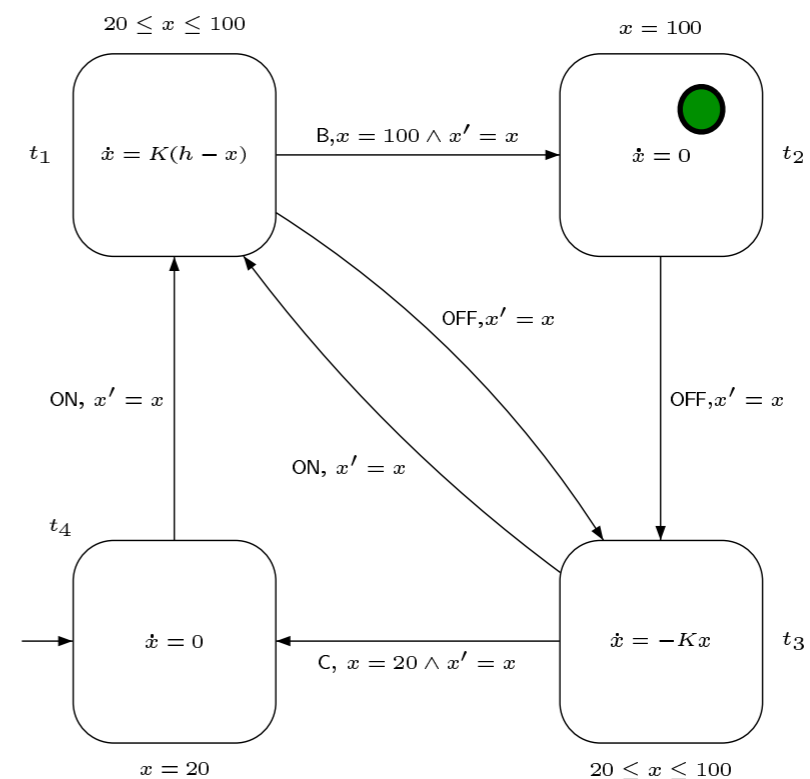 20 ≤ x ≤ 100
x = 100
t₁
ẋ = K(h − x)
B,x = 100 ∧ x′ = x
ẋ = 0
t₂
OFF,x′ = x
ON, x′ = x
OFF,x′ = x
ON, x′ = x
t₄
ẋ = 0
C, x = 20 ∧ x′ = x
ẋ = −Kx
t₃
x = 20
20 ≤ x ≤ 100